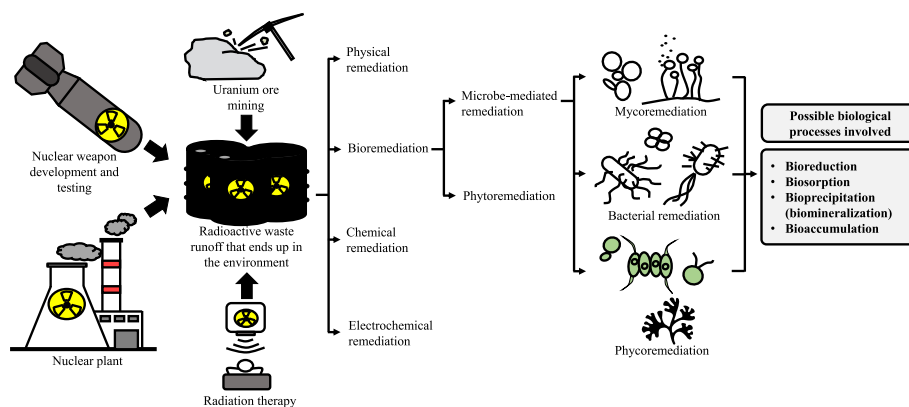 Uranium ore
mining
Nuclear weapon
development and
testing
Nuclear plant
Radioactive waste
runoff that ends up in
the environment
Radiation therapy
Physical
remediation
Bioremediation
Chemical
remediation
Electrochemical
remediation
Microbe-mediated
remediation
Phytoremediation
Mycoremediation
Bacterial remediation
Phycoremediation
Possible biological
processes involved
• Bioreduction
• Biosorption
• Bioprecipitation
(biomineralization)
• Bioaccumulation